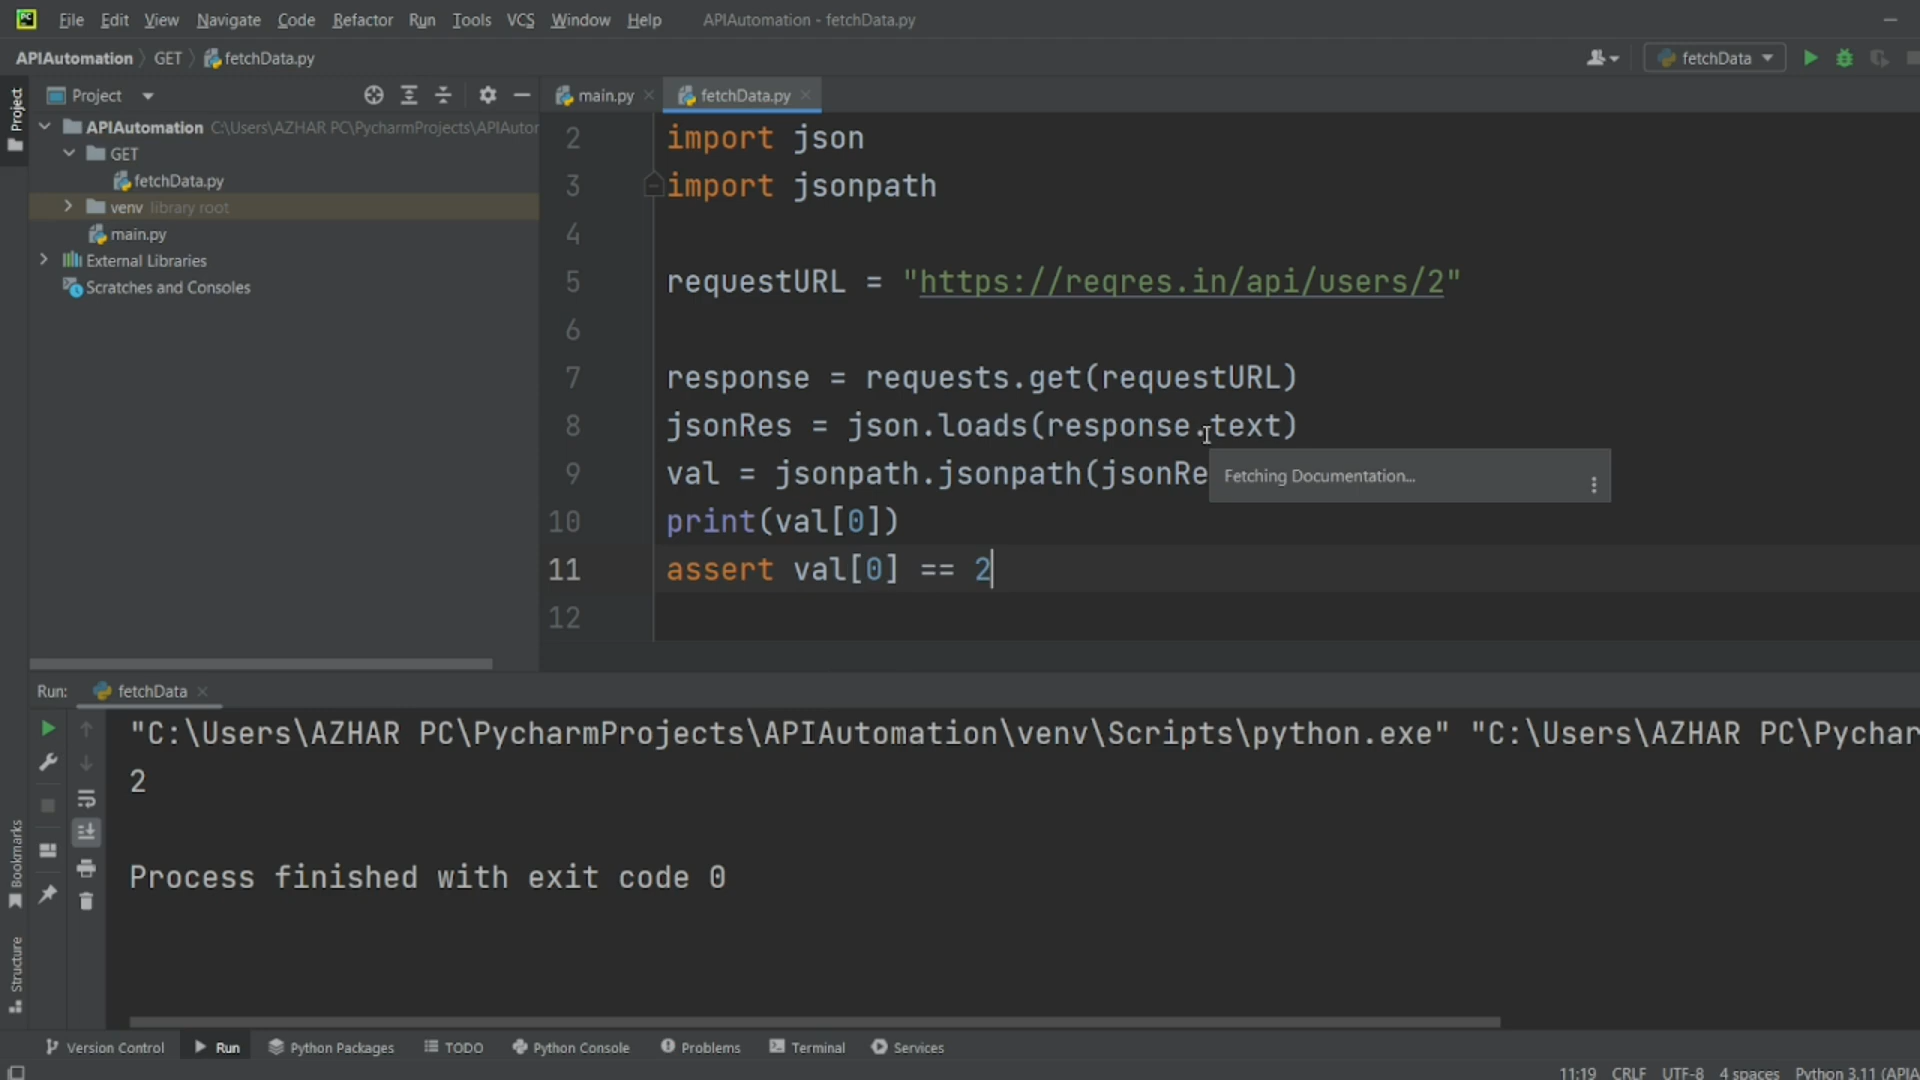 PC File Edit View Navigate Code Refactor Run Tools VCS Window Help APIAutomation - fetchData.py
APIAutomation GET fetchData.py fetchData
Project main.py fetchData.py
Project
APIAutomation C:\Users\AZHAR PC\PycharmProjects\APIAutor
GET
fetchData.py
venv library root
main.py
External Libraries
Scratches and Consoles
2 import json
3 import jsonpath
4
5 requestURL = "https://reqres.in/api/users/2"
6
7 response = requests.get(requestURL)
8 jsonRes = json.loads(response.text)
9 val = jsonpath.jsonpath(jsonRe
Fetching Documentation...
10 print(val[0])
11 assert val[0] == 2
12
Run: fetchData
"C:\Users\AZHAR PC\PycharmProjects\APIAutomation\venv\Scripts\python.exe" "C:\Users\AZHAR PC\Pychar
2
Process finished with exit code 0
Bookmarks
Structure
Version Control Run Python Packages TODO Python Console Problems Terminal Services
11:19 CRLF UTF-8 4 spaces Python 3.11 (APIA